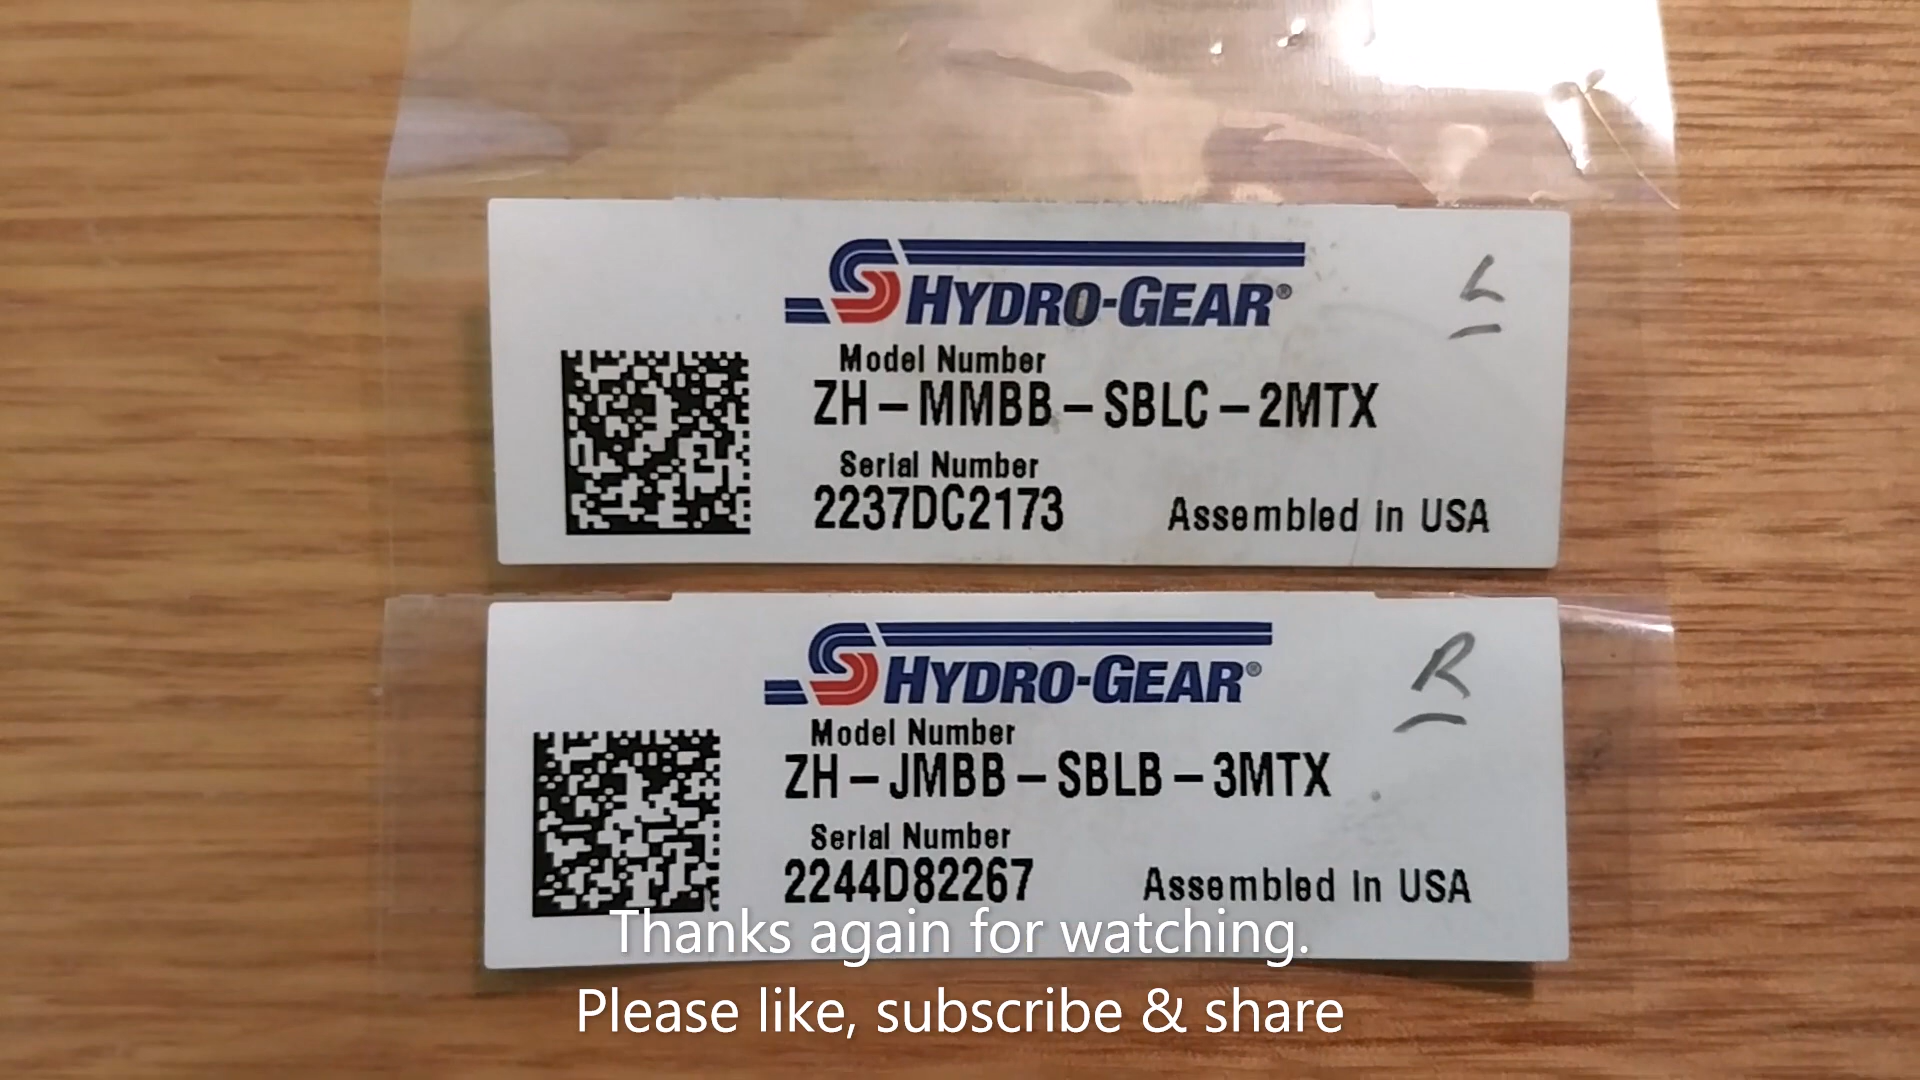 HYDRO-GEAR®
L
Model Number
ZH-MMBB-SBLC-2MTX
Serial Number
2237DC2173
Assembled in USA
HYDRO-GEAR®
R
Model Number
ZH-JMBB-SBLB-3MTX
Serial Number
2244D82267
Assembled in USA
Thanks again for watching.
Please like, subscribe & share